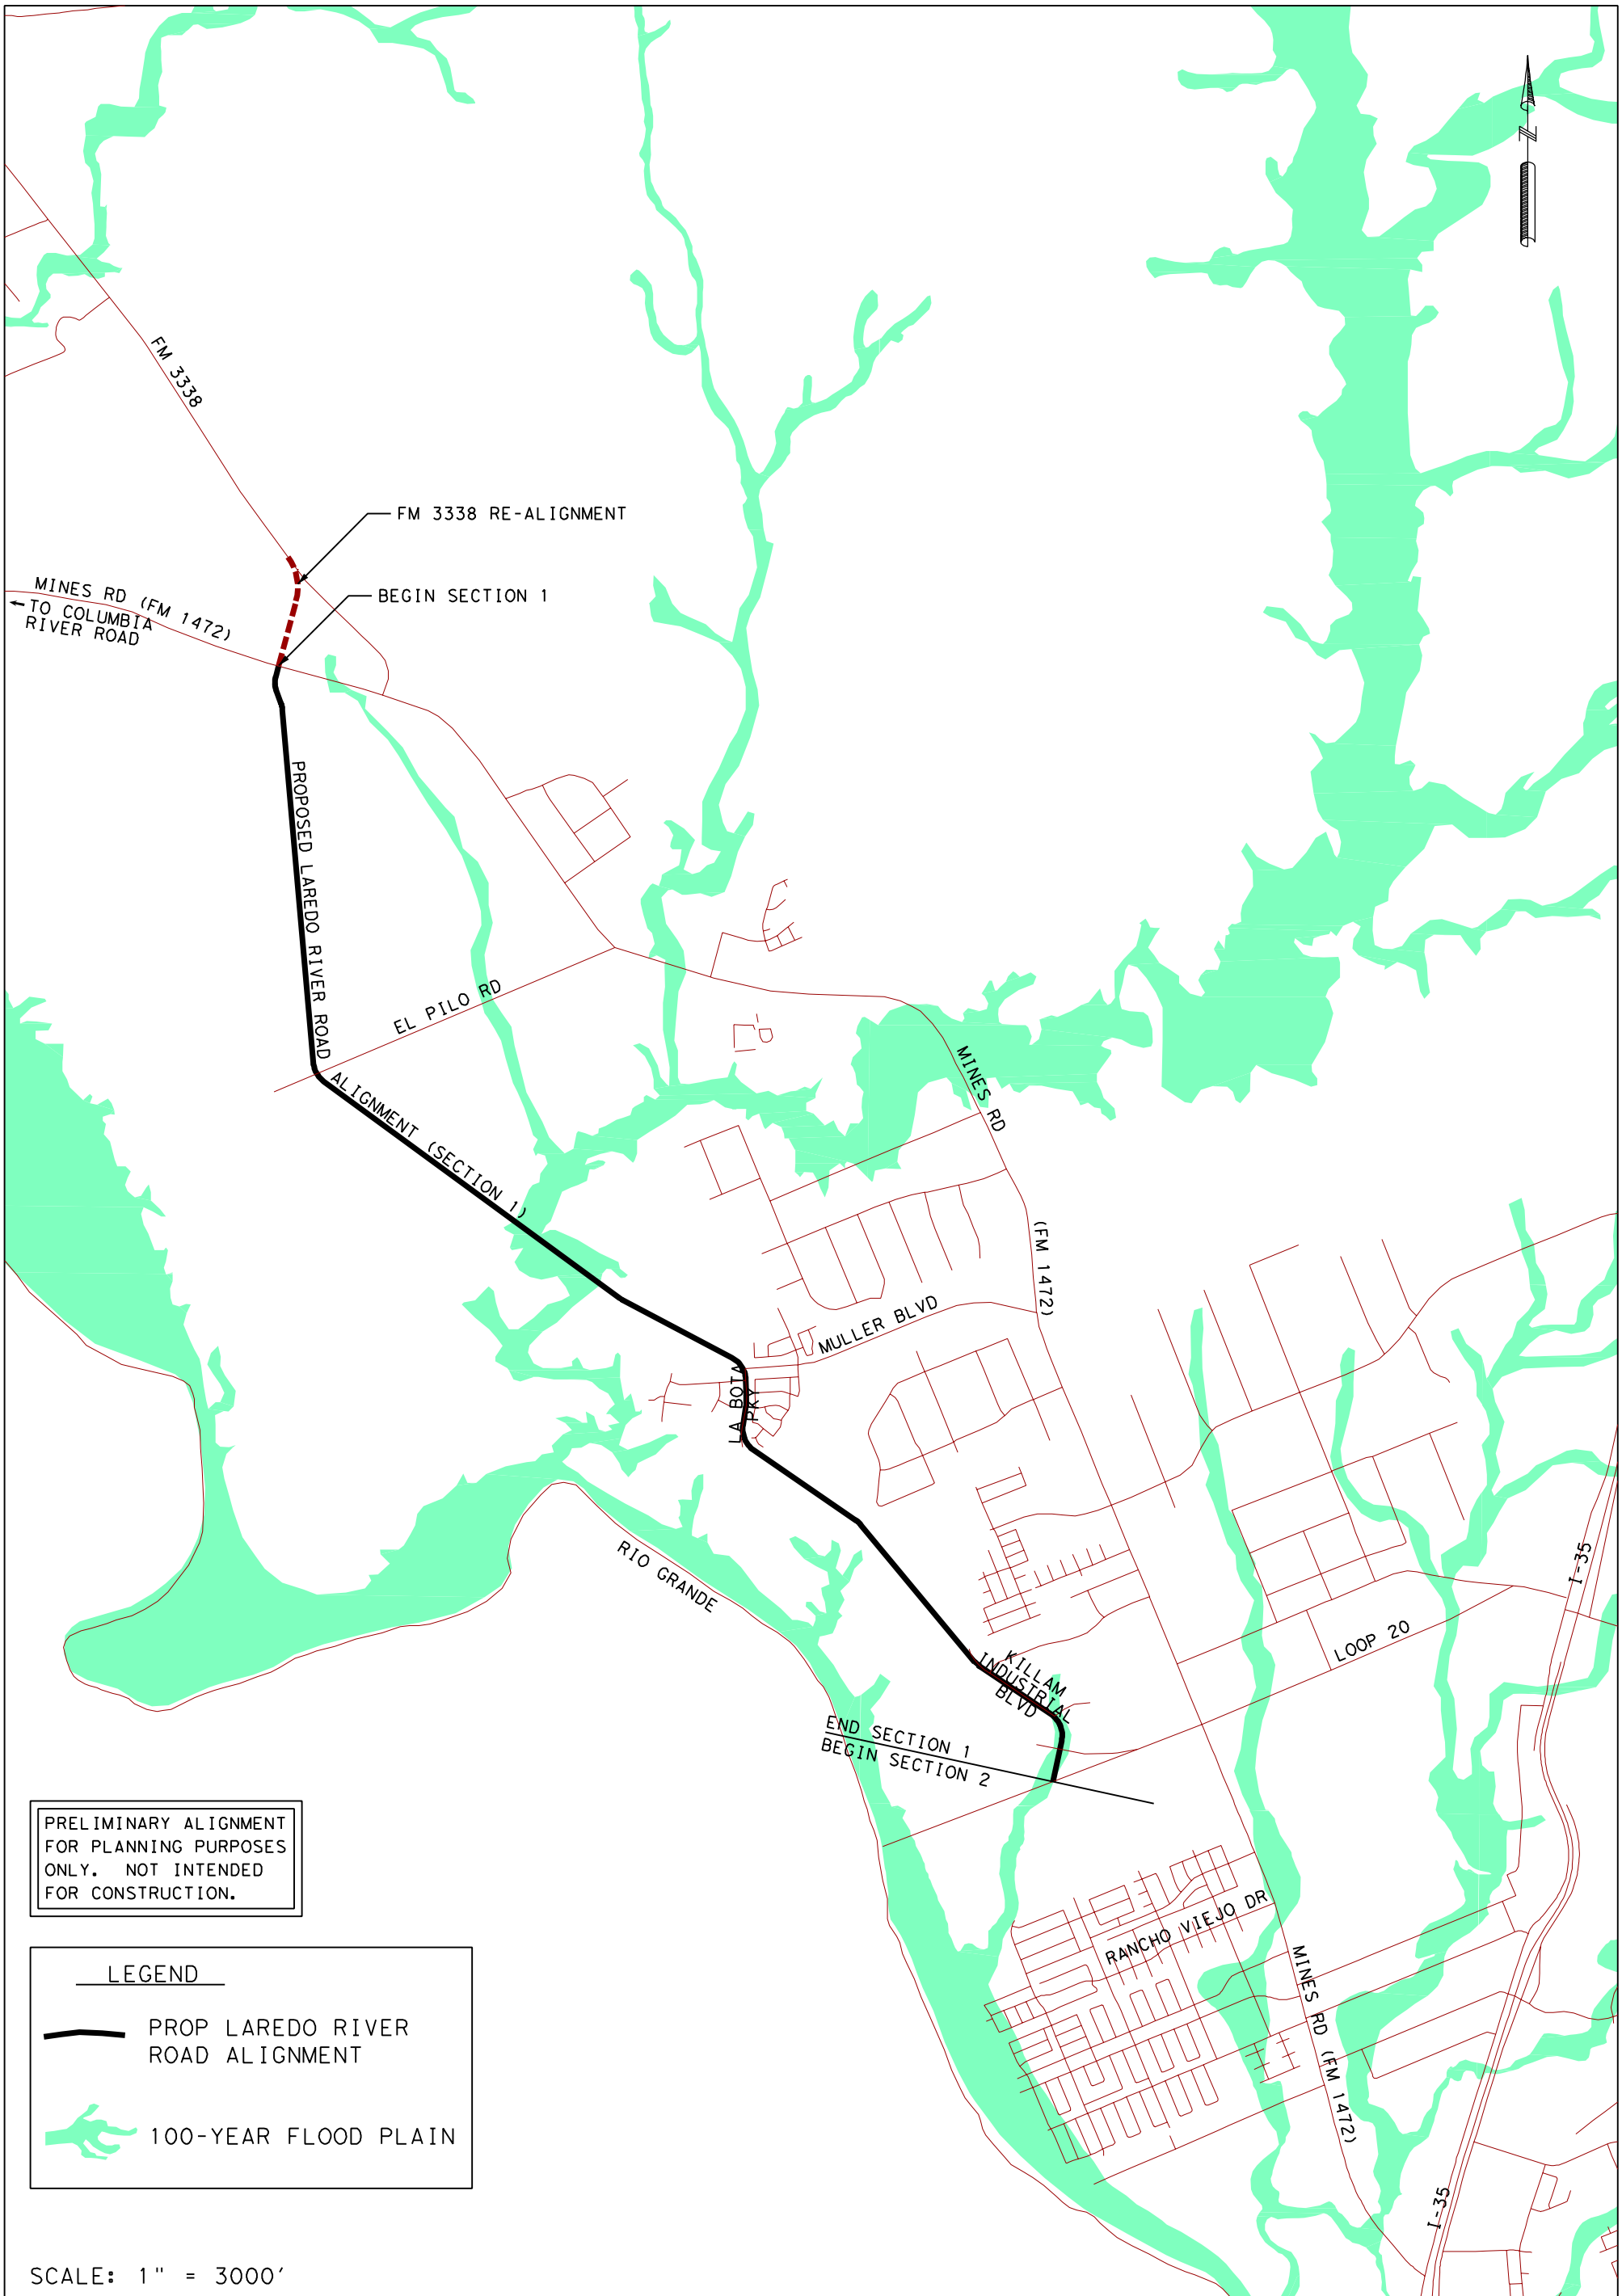 N
FM 3338
FM 3338 RE-ALIGNMENT
BEGIN SECTION 1
MINES RD (FM 1472)
TO COLUMBIA
RIVER ROAD
PROPOSED LAREDO RIVER ROAD
EL PILO RD
ALIGNMENT (SECTION 1)
MINES RD
(FM 1472)
MULLER BLVD
LA BOTA
PKY
RIO GRANDE
I-35
LOOP 20
KILLAM
INDUSTRIAL
BLVD
END SECTION 1
BEGIN SECTION 2
RANCHO VIEJO DR
MINES RD (FM 1472)
I-35
PRELIMINARY ALIGNMENT
FOR PLANNING PURPOSES
ONLY. NOT INTENDED
FOR CONSTRUCTION.
LEGEND
PROP LAREDO RIVER
ROAD ALIGNMENT
100-YEAR FLOOD PLAIN
SCALE: 1" = 3000'